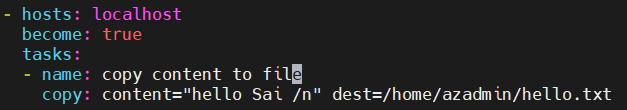 - hosts: localhost
  become: true
  tasks:
  - name: copy content to file
    copy: content="hello Sai /n" dest=/home/azadmin/hello.txt